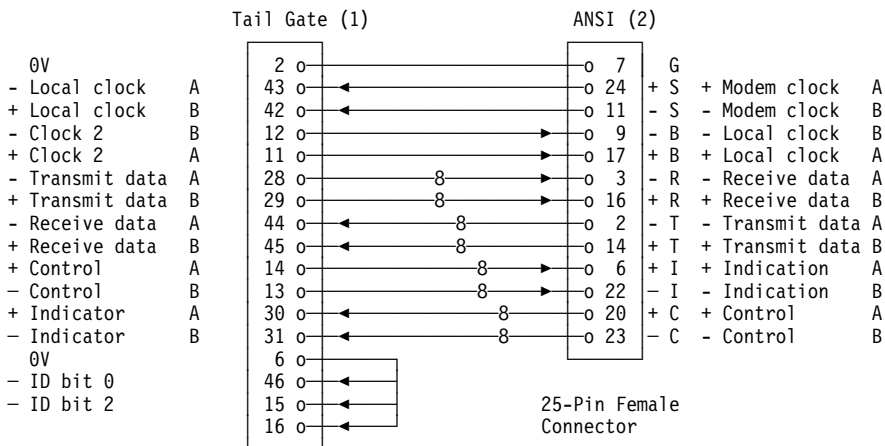 Tail Gate (1) ANSI (2)
0V 2 o o 7 G
- Local clock A 43 o o 24 + S + Modem clock A
+ Local clock B 42 o o 11 - S - Modem clock B
- Clock 2 B 12 o o 9 - B - Local clock B
+ Clock 2 A 11 o o 17 + B + Local clock A
- Transmit data A 28 o 8 o 3 - R - Receive data A
+ Transmit data B 29 o 8 o 16 + R + Receive data B
- Receive data A 44 o 8 o 2 - T - Transmit data A
+ Receive data B 45 o 8 o 14 + T + Transmit data B
+ Control A 14 o 8 o 6 + I + Indication A
— Control B 13 o 8 o 22 — I - Indication B
+ Indicator A 30 o 8 o 20 + C + Control A
— Indicator B 31 o 8 o 23 — C - Control B
0V 6 o
— ID bit 0 46 o
— ID bit 2 15 o 25-Pin Female
16 o Connector